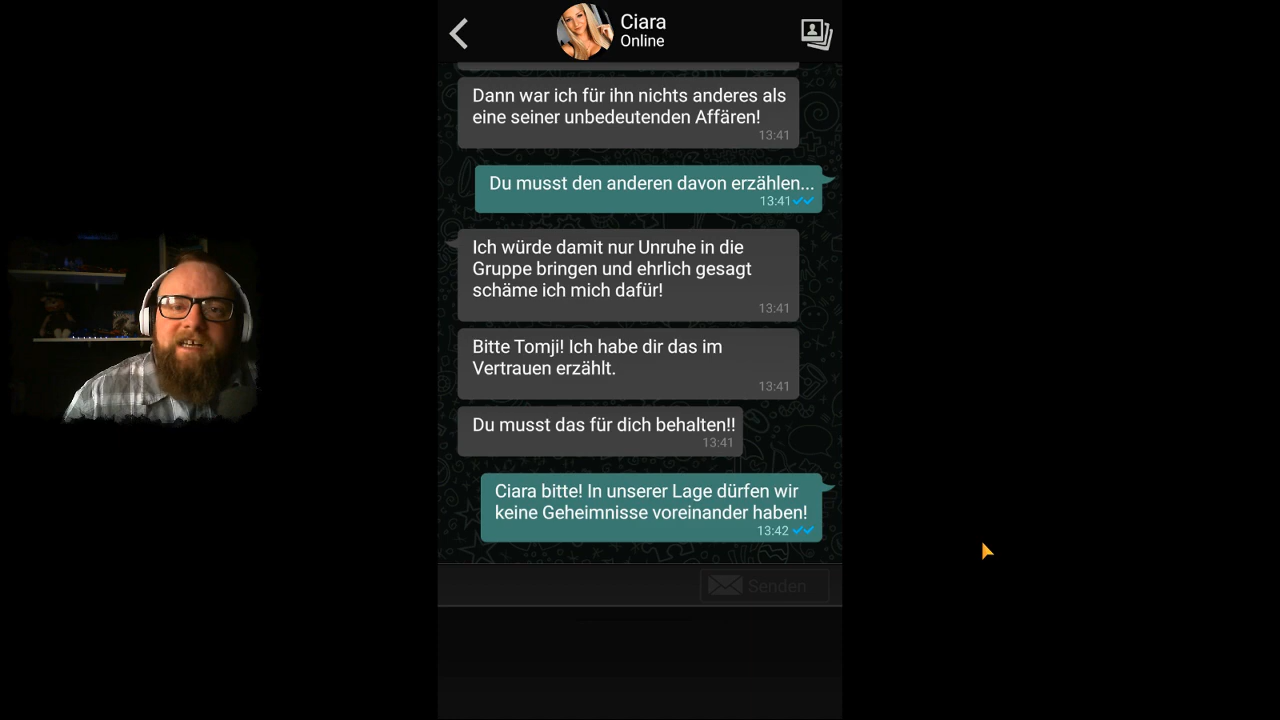 Ciara
Online
Dann war ich für ihn nichts anderes als
eine seiner unbedeutenden Affären!
13:41
Du musst den anderen davon erzählen...
13:41
Ich würde damit nur Unruhe in die
Gruppe bringen und ehrlich gesagt
schäme ich mich dafür!
13:41
Bitte Tomji! Ich habe dir das im
Vertrauen erzählt.
13:41
Du musst das für dich behalten!!
13:41
Ciara bitte! In unserer Lage dürfen wir
keine Geheimnisse voreinander haben!
13:42
Senden